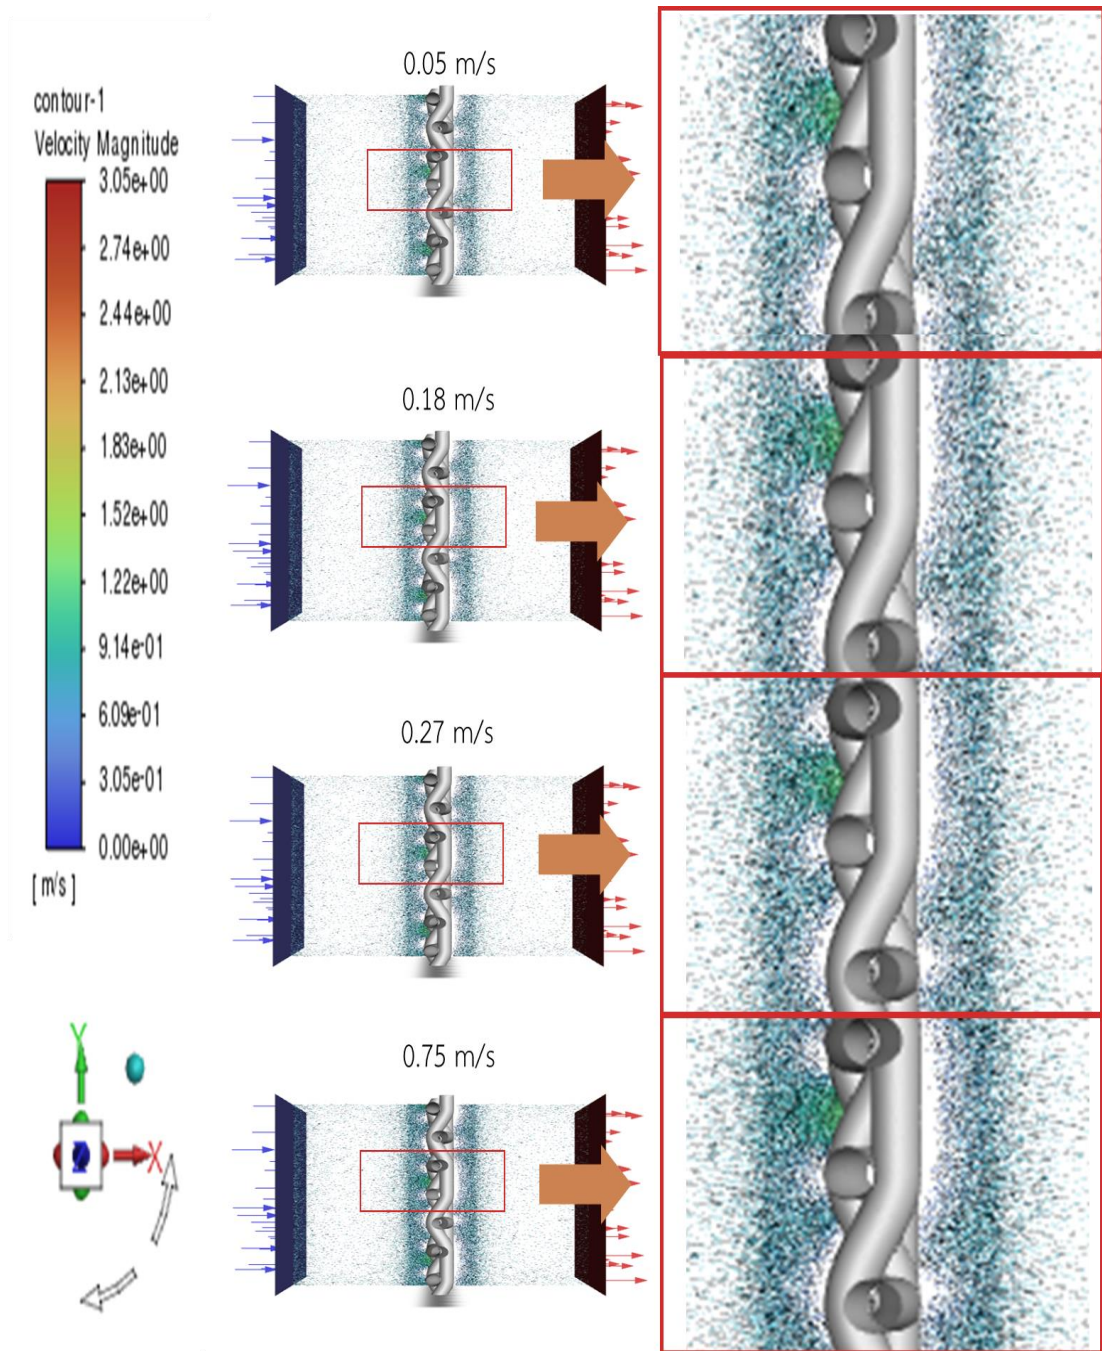 contour-1
Velocity Magnitude
3.05e+00
2.74e+00
2.44e+00
2.13e+00
1.83e+00
1.52e+00
1.22e+00
9.14e-01
6.09e-01
3.05e-01
0.00e+00
[ m/s ]
0.05 m/s
0.18 m/s
0.27 m/s
0.75 m/s
Y
X